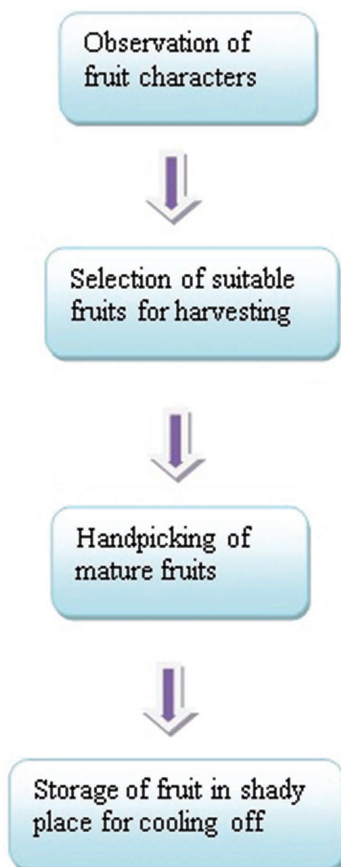 Observation of
fruit characters
Selection of suitable
fruits for harvesting
Handpicking of
mature fruits
Storage of fruit in shady
place for cooling off